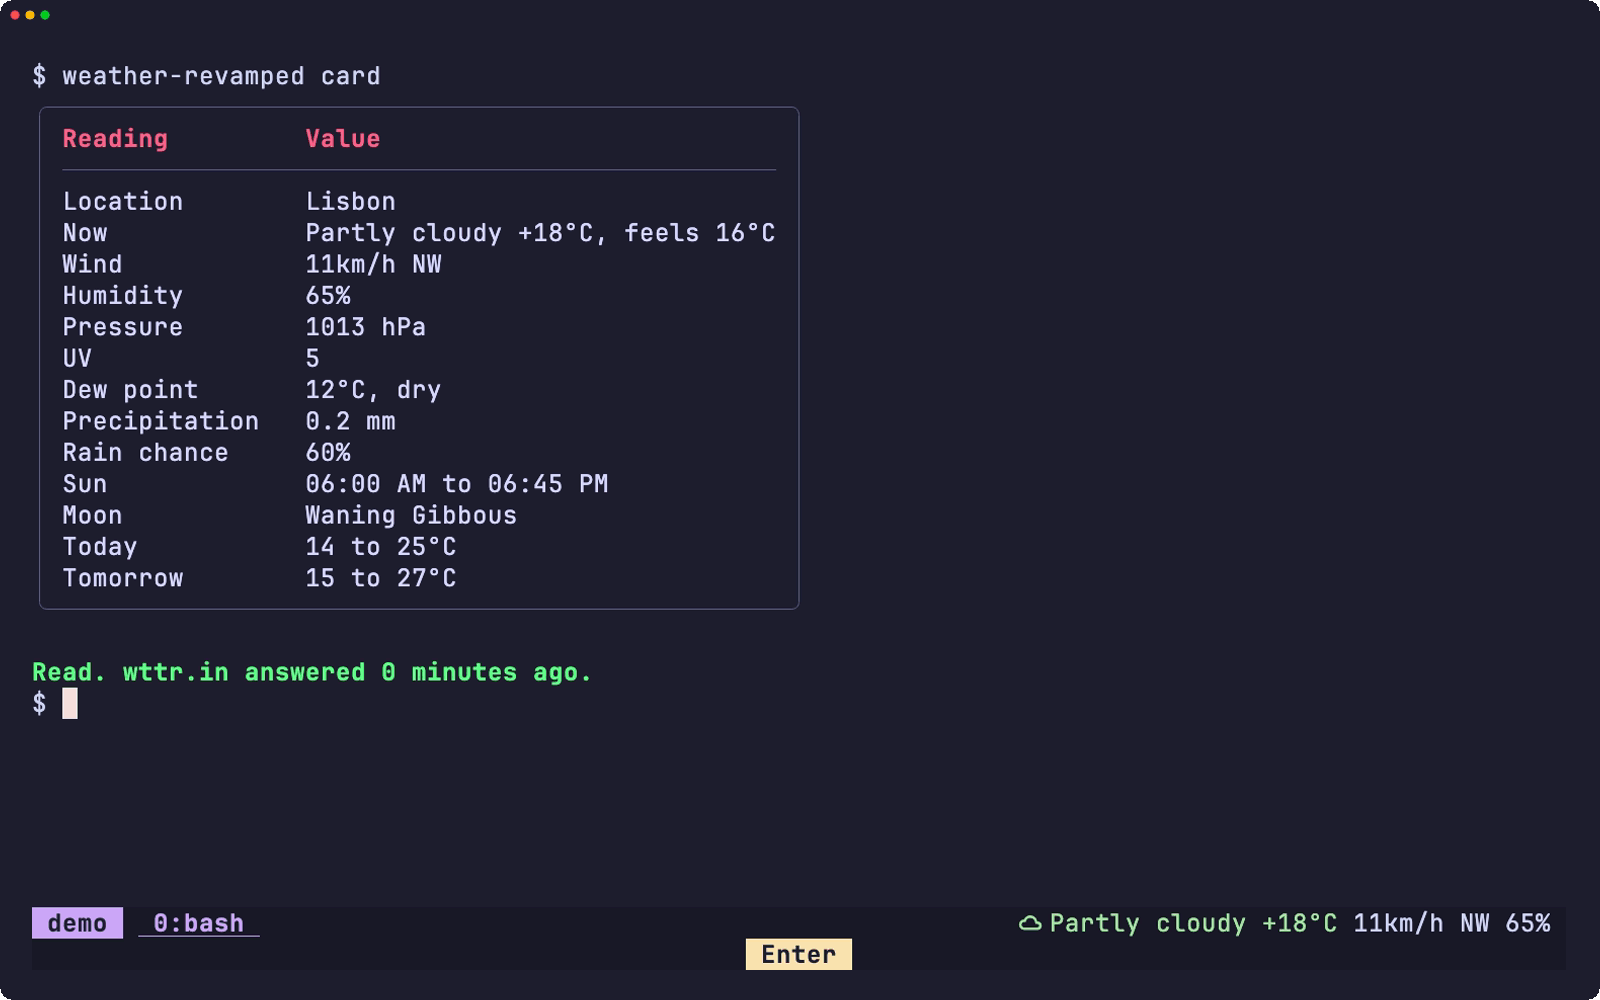 $ weather-revamped card
Reading Value
Location Lisbon
Now Partly cloudy +18°C, feels 16°C
Wind 11km/h NW
Humidity 65%
Pressure 1013 hPa
UV 5
Dew point 12°C, dry
Precipitation 0.2 mm
Rain chance 60%
Sun 06:00 AM to 06:45 PM
Moon Waning Gibbous
Today 14 to 25°C
Tomorrow 15 to 27°C
Read. wttr.in answered 0 minutes ago.
$
demo 0:bash Partly cloudy +18°C 11km/h NW 65%
Enter